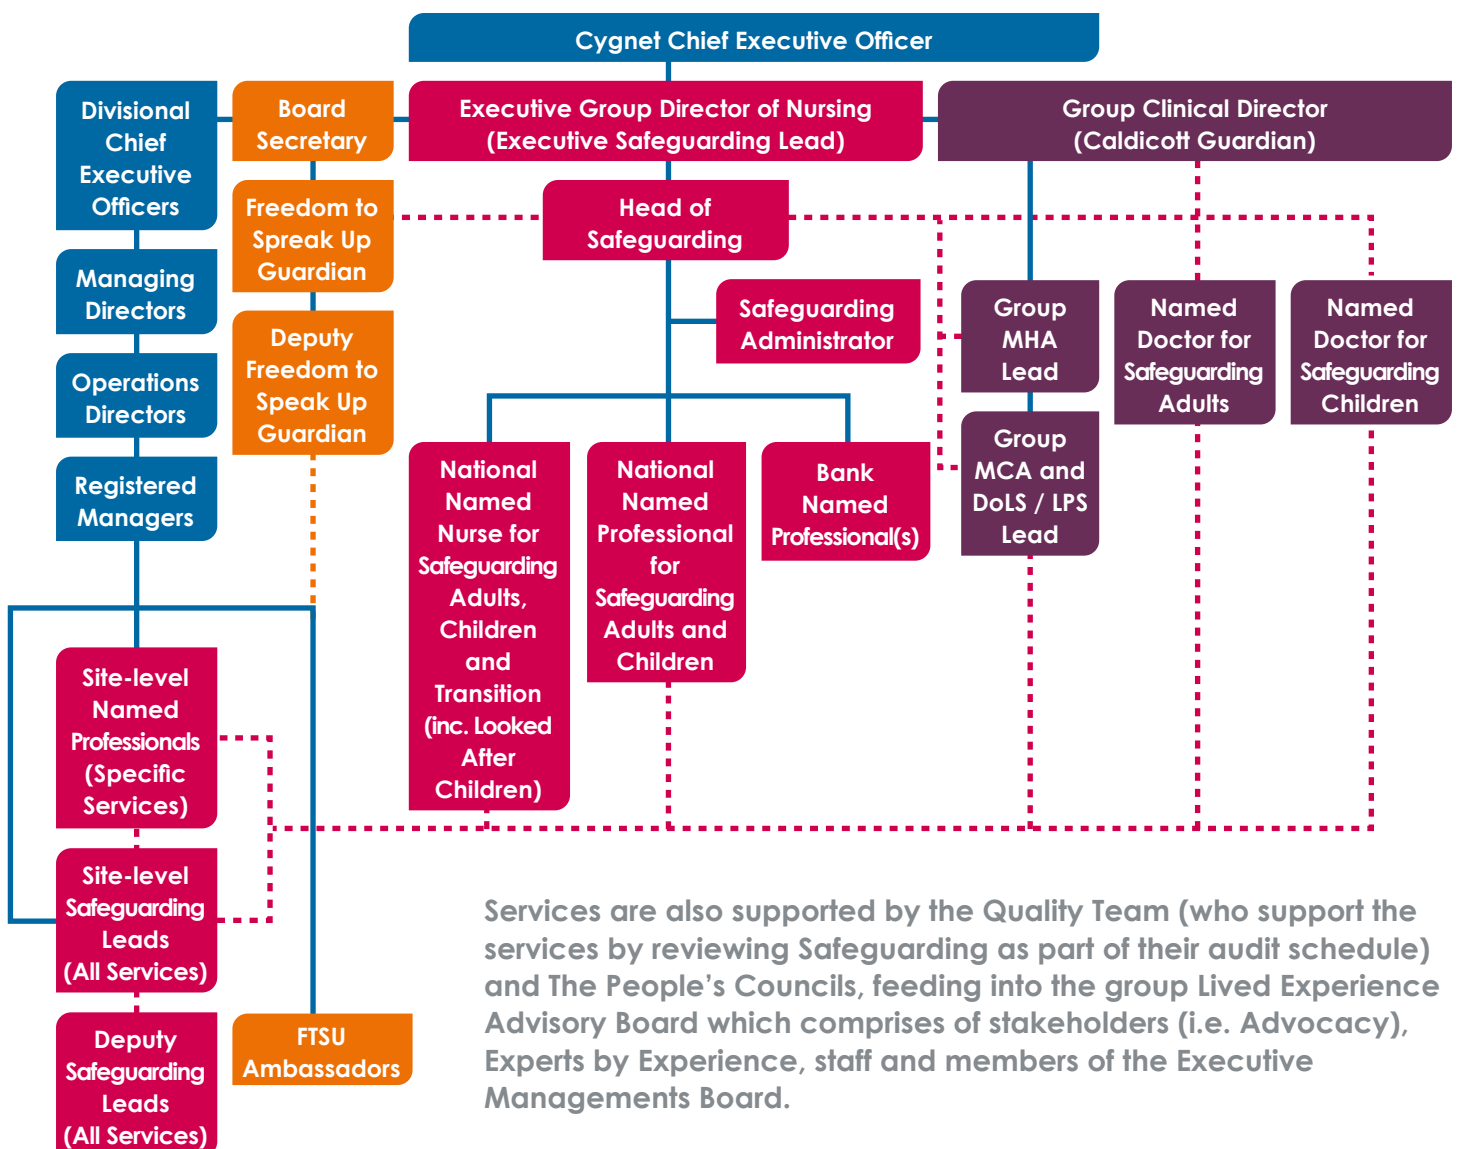 Cygnet Chief Executive Officer
Divisional
Chief
Executive
Officers
Board
Secretary
Executive Group Director of Nursing
(Executive Safeguarding Lead)
Group Clinical Director
(Caldicott Guardian)
Freedom to
Spreak Up
Guardian
Head of
Safeguarding
Managing
Directors
Safeguarding
Administrator
Group
MHA
Lead
Named
Doctor for
Safeguarding
Adults
Named
Doctor for
Safeguarding
Children
Deputy
Freedom to
Speak Up
Guardian
Operations
Directors
Registered
Managers
National
Named
Nurse for
Safeguarding
Adults,
Children
and
Transition
(inc. Looked
After
Children)
National
Named
Professional
for
Safeguarding
Adults and
Children
Bank
Named
Professional(s)
Group
MCA and
DoLS / LPS
Lead
Site-level
Named
Professionals
(Specific
Services)
Site-level
Safeguarding
Leads
(All Services)
Deputy
Safeguarding
Leads
(All Services)
FTSU
Ambassadors
Services are also supported by the Quality Team (who support the
services by reviewing Safeguarding as part of their audit schedule)
and The People’s Councils, feeding into the group Lived Experience
Advisory Board which comprises of stakeholders (i.e. Advocacy),
Experts by Experience, staff and members of the Executive
Managements Board.